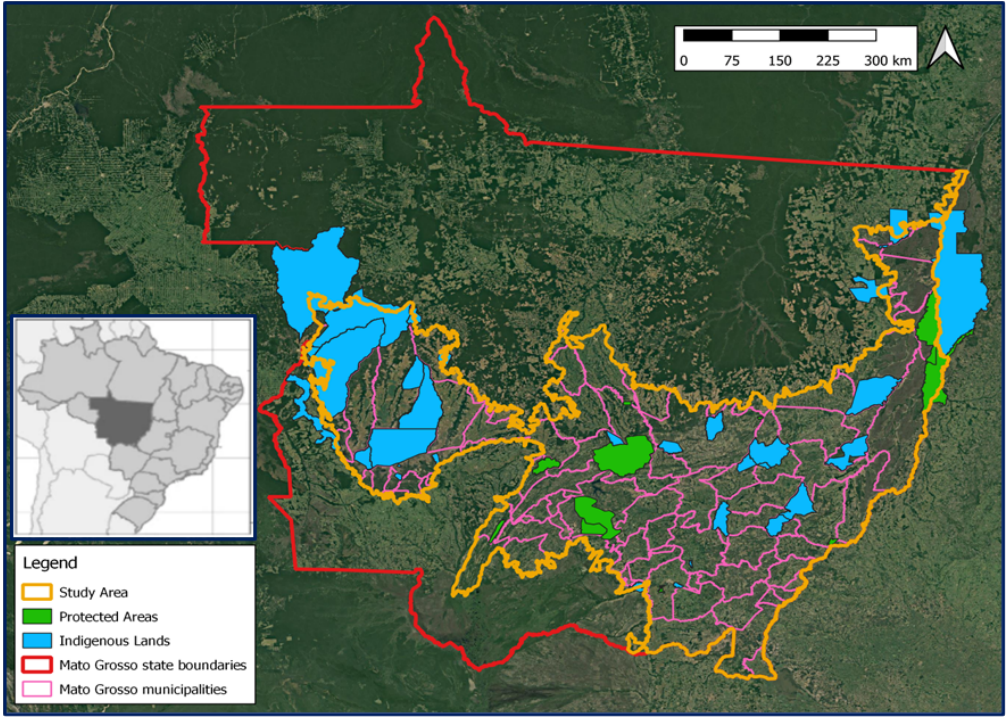 0 75 150 225 300 km
Legend
Study Area
Protected Areas
Indigenous Lands
Mato Grosso state boundaries
Mato Grosso municipalities